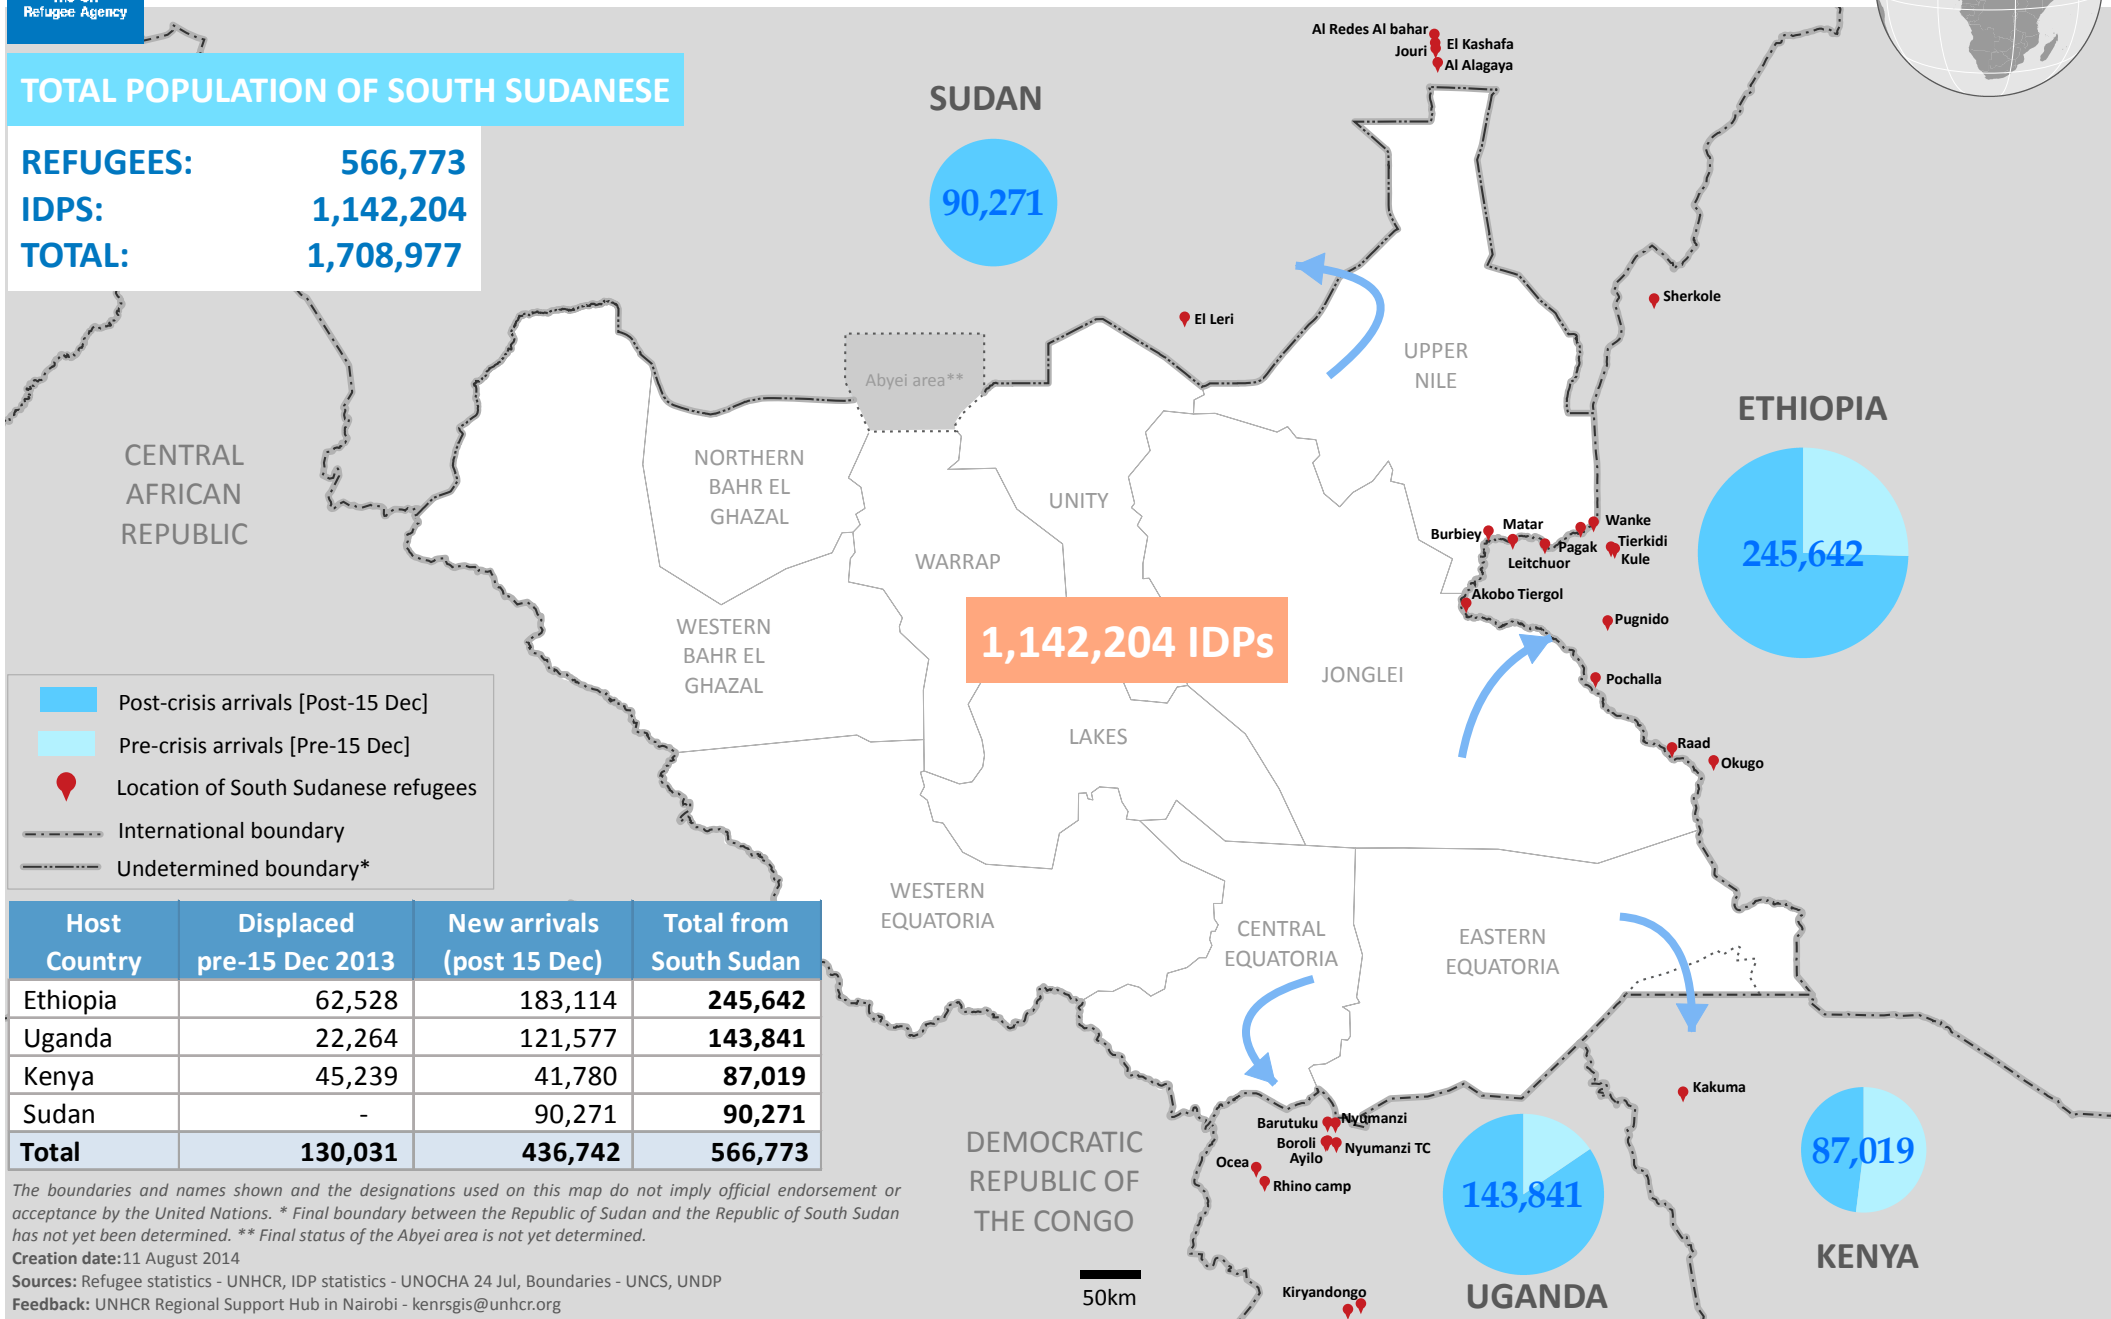 Refugee Agency
TOTAL POPULATION OF SOUTH SUDANESE
REFUGEES: 566,773
IDPS: 1,142,204
TOTAL: 1,708,977
SUDAN
90,271
Al Redes Al bahar
El Kashafa
Jouri
Al Alagaya
El Leri
Sherkole
Abyei area**
UPPER
NILE
ETHIOPIA
245,642
CENTRAL
AFRICAN
REPUBLIC
NORTHERN
BAHR EL
GHAZAL
UNITY
WARRAP
WESTERN
BAHR EL
GHAZAL
1,142,204 IDPs
JONGLEI
LAKES
Burbiey
Matar
Wanke
Pagak
Tierkidi
Leitchuor
Kule
Akobo Tiergol
Pugnido
Pochalla
Raad
Okugo
Post-crisis arrivals [Post-15 Dec]
Pre-crisis arrivals [Pre-15 Dec]
Location of South Sudanese refugees
International boundary
Undetermined boundary*
WESTERN
EQUATORIA
CENTRAL
EQUATORIA
EASTERN
EQUATORIA
Host Country | Displaced pre-15 Dec 2013 | New arrivals (post 15 Dec) | Total from South Sudan
Ethiopia 62,528 183,114 245,642
Uganda 22,264 121,577 143,841
Kenya 45,239 41,780 87,019
Sudan - 90,271 90,271
Total 130,031 436,742 566,773
DEMOCRATIC
REPUBLIC OF
THE CONGO
Kakuma
Barutuku
Nyumanzi
Boroli
Nyumanzi TC
Ayilo
Ocea
Rhino camp
Kiryandongo
143,841
UGANDA
87,019
KENYA
50km
The boundaries and names shown and the designations used on this map do not imply official endorsement or
acceptance by the United Nations. * Final boundary between the Republic of Sudan and the Republic of South Sudan
has not yet been determined. ** Final status of the Abyei area is not yet determined.
Creation date:11 August 2014
Sources: Refugee statistics - UNHCR, IDP statistics - UNOCHA 24 Jul, Boundaries - UNCS, UNDP
Feedback: UNHCR Regional Support Hub in Nairobi - kenrsgis@unhcr.org